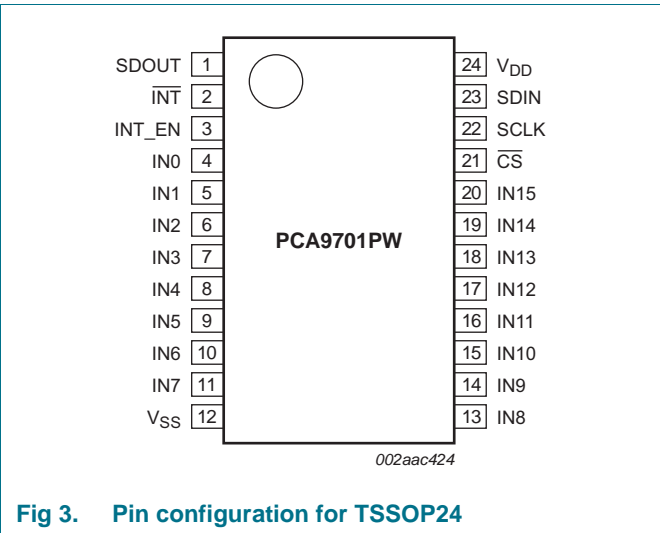 SDOUT 1
INT 2
INT_EN 3
IN0 4
IN1 5
IN2 6
IN3 7
IN4 8
IN5 9
IN6 10
IN7 11
VSS 12
PCA9701PW
24 VDD
23 SDIN
22 SCLK
21 CS
20 IN15
19 IN14
18 IN13
17 IN12
16 IN11
15 IN10
14 IN9
13 IN8
002aac424
Fig 3. Pin configuration for TSSOP24